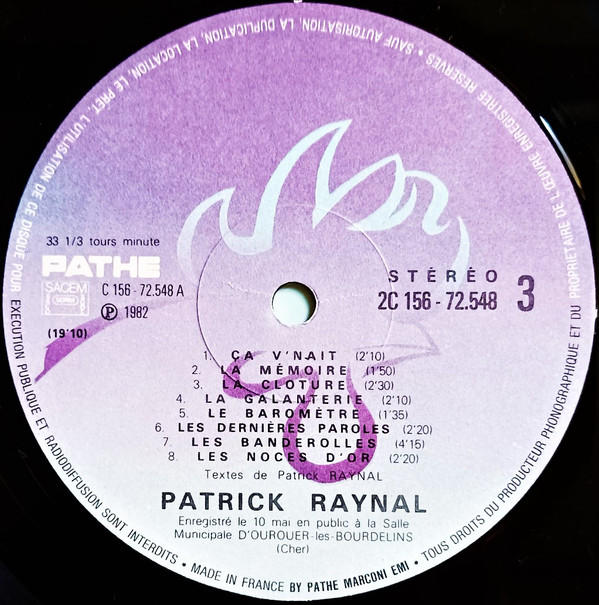 33 1/3 tours minute
PATHE
SACEM
C 156 - 72.548 A
Ⓟ 1982
(19'10)
STÉRÉO
2C 156 - 72.548
3
1. ÇA V'NAIT (2'10)
2. LA MÉMOIRE (1'50)
3. LA CLOTURE (2'30)
4. LA GALANTERIE (2'10)
5. LE BAROMÈTRE (1'35)
6. LES DERNIÈRES PAROLES (2'20)
7. LES BANDEROLLES (4'15)
8. LES NOCES D'OR (2'20)
Textes de Patrick RAYNAL
PATRICK RAYNAL
Enregistré le 10 mai en public à la Salle
Municipale D'OUROUER-les-BOURDELINS
(Cher)
• TOUS DROITS DU PRODUCTEUR PHONOGRAPHIQUE ET DU PROPRIETAIRE DE L'ŒUVRE ENREGISTREE RESERVES • SAUF AUTORISATION, LA DUPLICATION, LA LOCATION, LE PRET, L'UTILISATION DE CE DISQUE POUR EXECUTION PUBLIQUE ET RADIODIFFUSION SONT INTERDITS • MADE IN FRANCE BY PATHE MARCONI EMI